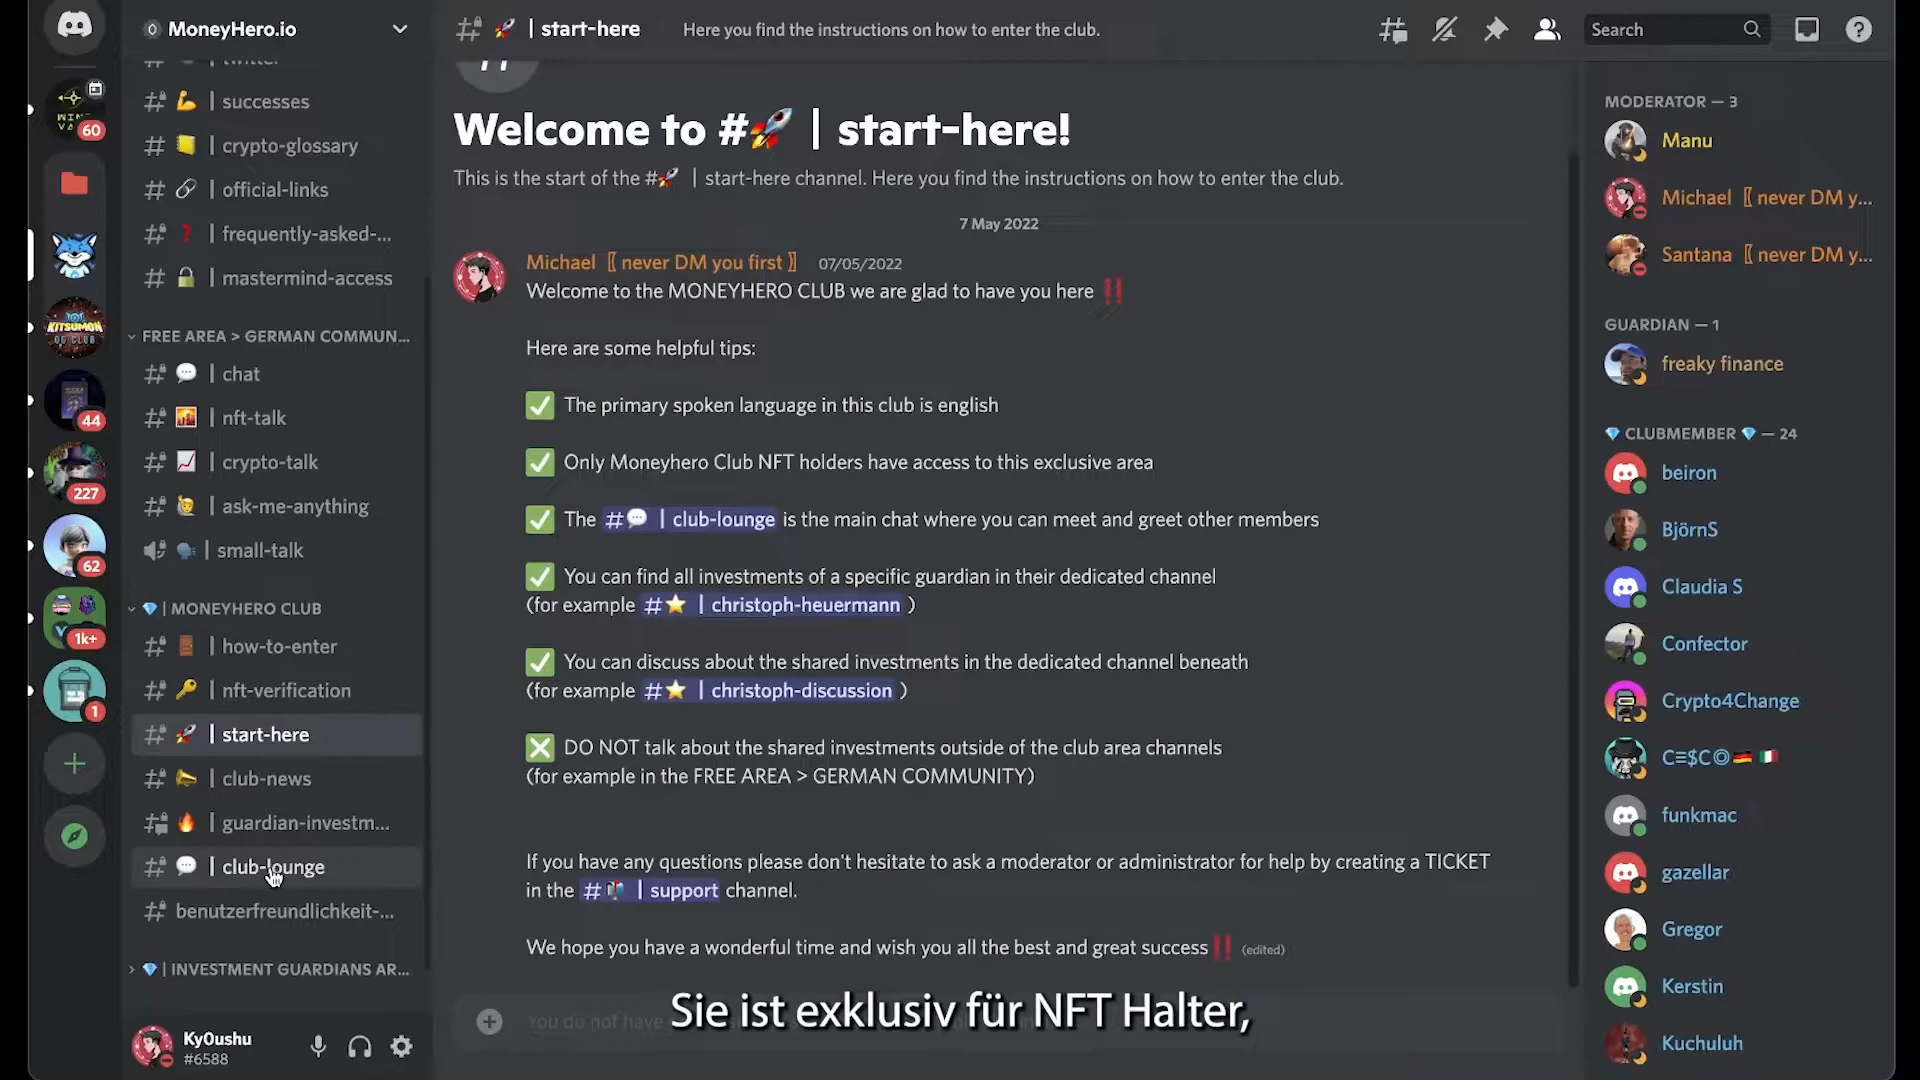 MoneyHero.io
twitter
| successes
| crypto-glossary
| official-links
| frequently-asked-...
| mastermind-access
FREE AREA > GERMAN COMMUN...
| chat
| nft-talk
| crypto-talk
| ask-me-anything
| small-talk
💎 | MONEYHERO CLUB
| how-to-enter
| nft-verification
| start-here
| club-news
| guardian-investm...
| club-lounge
benutzerfreundlichkeit-...
💎 | INVESTMENT GUARDIANS AR...
KyOushu
#6588
60
KITSUMON
OG CLUB
44
227
62
1k+
1
🚀 | start-here
Here you find the instructions on how to enter the club.
Search
Welcome to #🚀 | start-here!
This is the start of the #🚀 | start-here channel. Here you find the instructions on how to enter the club.
7 May 2022
Michael 〖 never DM you first 〗 07/05/2022
Welcome to the MONEYHERO CLUB we are glad to have you here ‼️
Here are some helpful tips:
✅ The primary spoken language in this club is english
✅ Only Moneyhero Club NFT holders have access to this exclusive area
✅ The #💬 | club-lounge is the main chat where you can meet and greet other members
✅ You can find all investments of a specific guardian in their dedicated channel
(for example #⭐ | christoph-heuermann )
✅ You can discuss about the shared investments in the dedicated channel beneath
(for example #⭐ | christoph-discussion )
❎ DO NOT talk about the shared investments outside of the club area channels
(for example in the FREE AREA > GERMAN COMMUNITY)
If you have any questions please don't hesitate to ask a moderator or administrator for help by creating a TICKET
in the #📬 | support channel.
We hope you have a wonderful time and wish you all the best and great success ‼️ (edited)
You do not have
Sie ist exklusiv für NFT Halter,
MODERATOR — 3
Manu
Michael 〖 never DM y...
Santana 〖 never DM y...
GUARDIAN — 1
freaky finance
💎 CLUBMEMBER 💎 — 24
beiron
BjörnS
Claudia S
Confector
Crypto4Change
C≡$C©🇩🇪 🇮🇹
funkmac
gazellar
Gregor
Kerstin
Kuchuluh